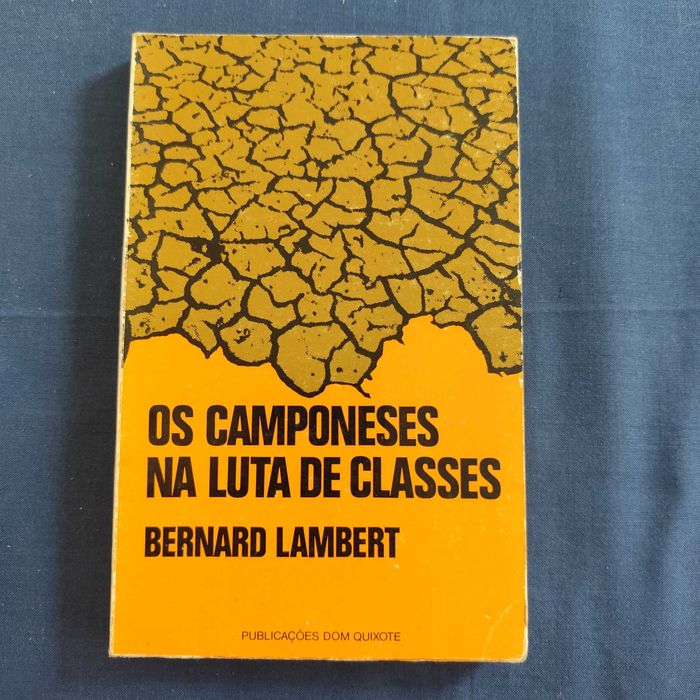 OS CAMPONESES
NA LUTA DE CLASSES
BERNARD LAMBERT
PUBLICAÇÕES DOM QUIXOTE